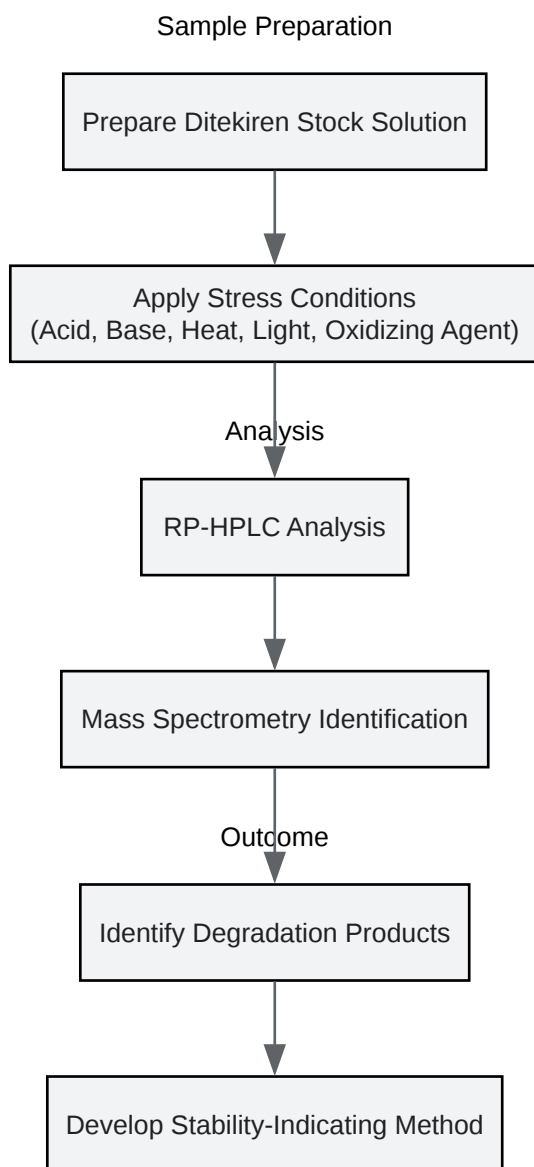 Sample Preparation
Prepare Ditekiren Stock Solution
Apply Stress Conditions
(Acid, Base, Heat, Light, Oxidizing Agent)
Analysis
RP-HPLC Analysis
Mass Spectrometry Identification
Outcome
Identify Degradation Products
Develop Stability-Indicating Method